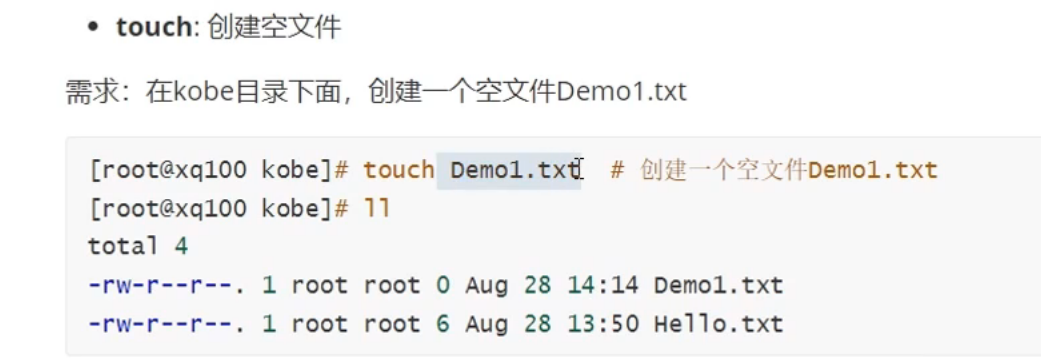 • touch: 创建空文件
需求：在kobe目录下面，创建一个空文件Demo1.txt
[root@xq100 kobe]# touch Demo1.txt  # 创建一个空文件Demo1.txt
[root@xq100 kobe]# ll
total 4
-rw-r--r--. 1 root root 0 Aug 28 14:14 Demo1.txt
-rw-r--r--. 1 root root 6 Aug 28 13:50 Hello.txt